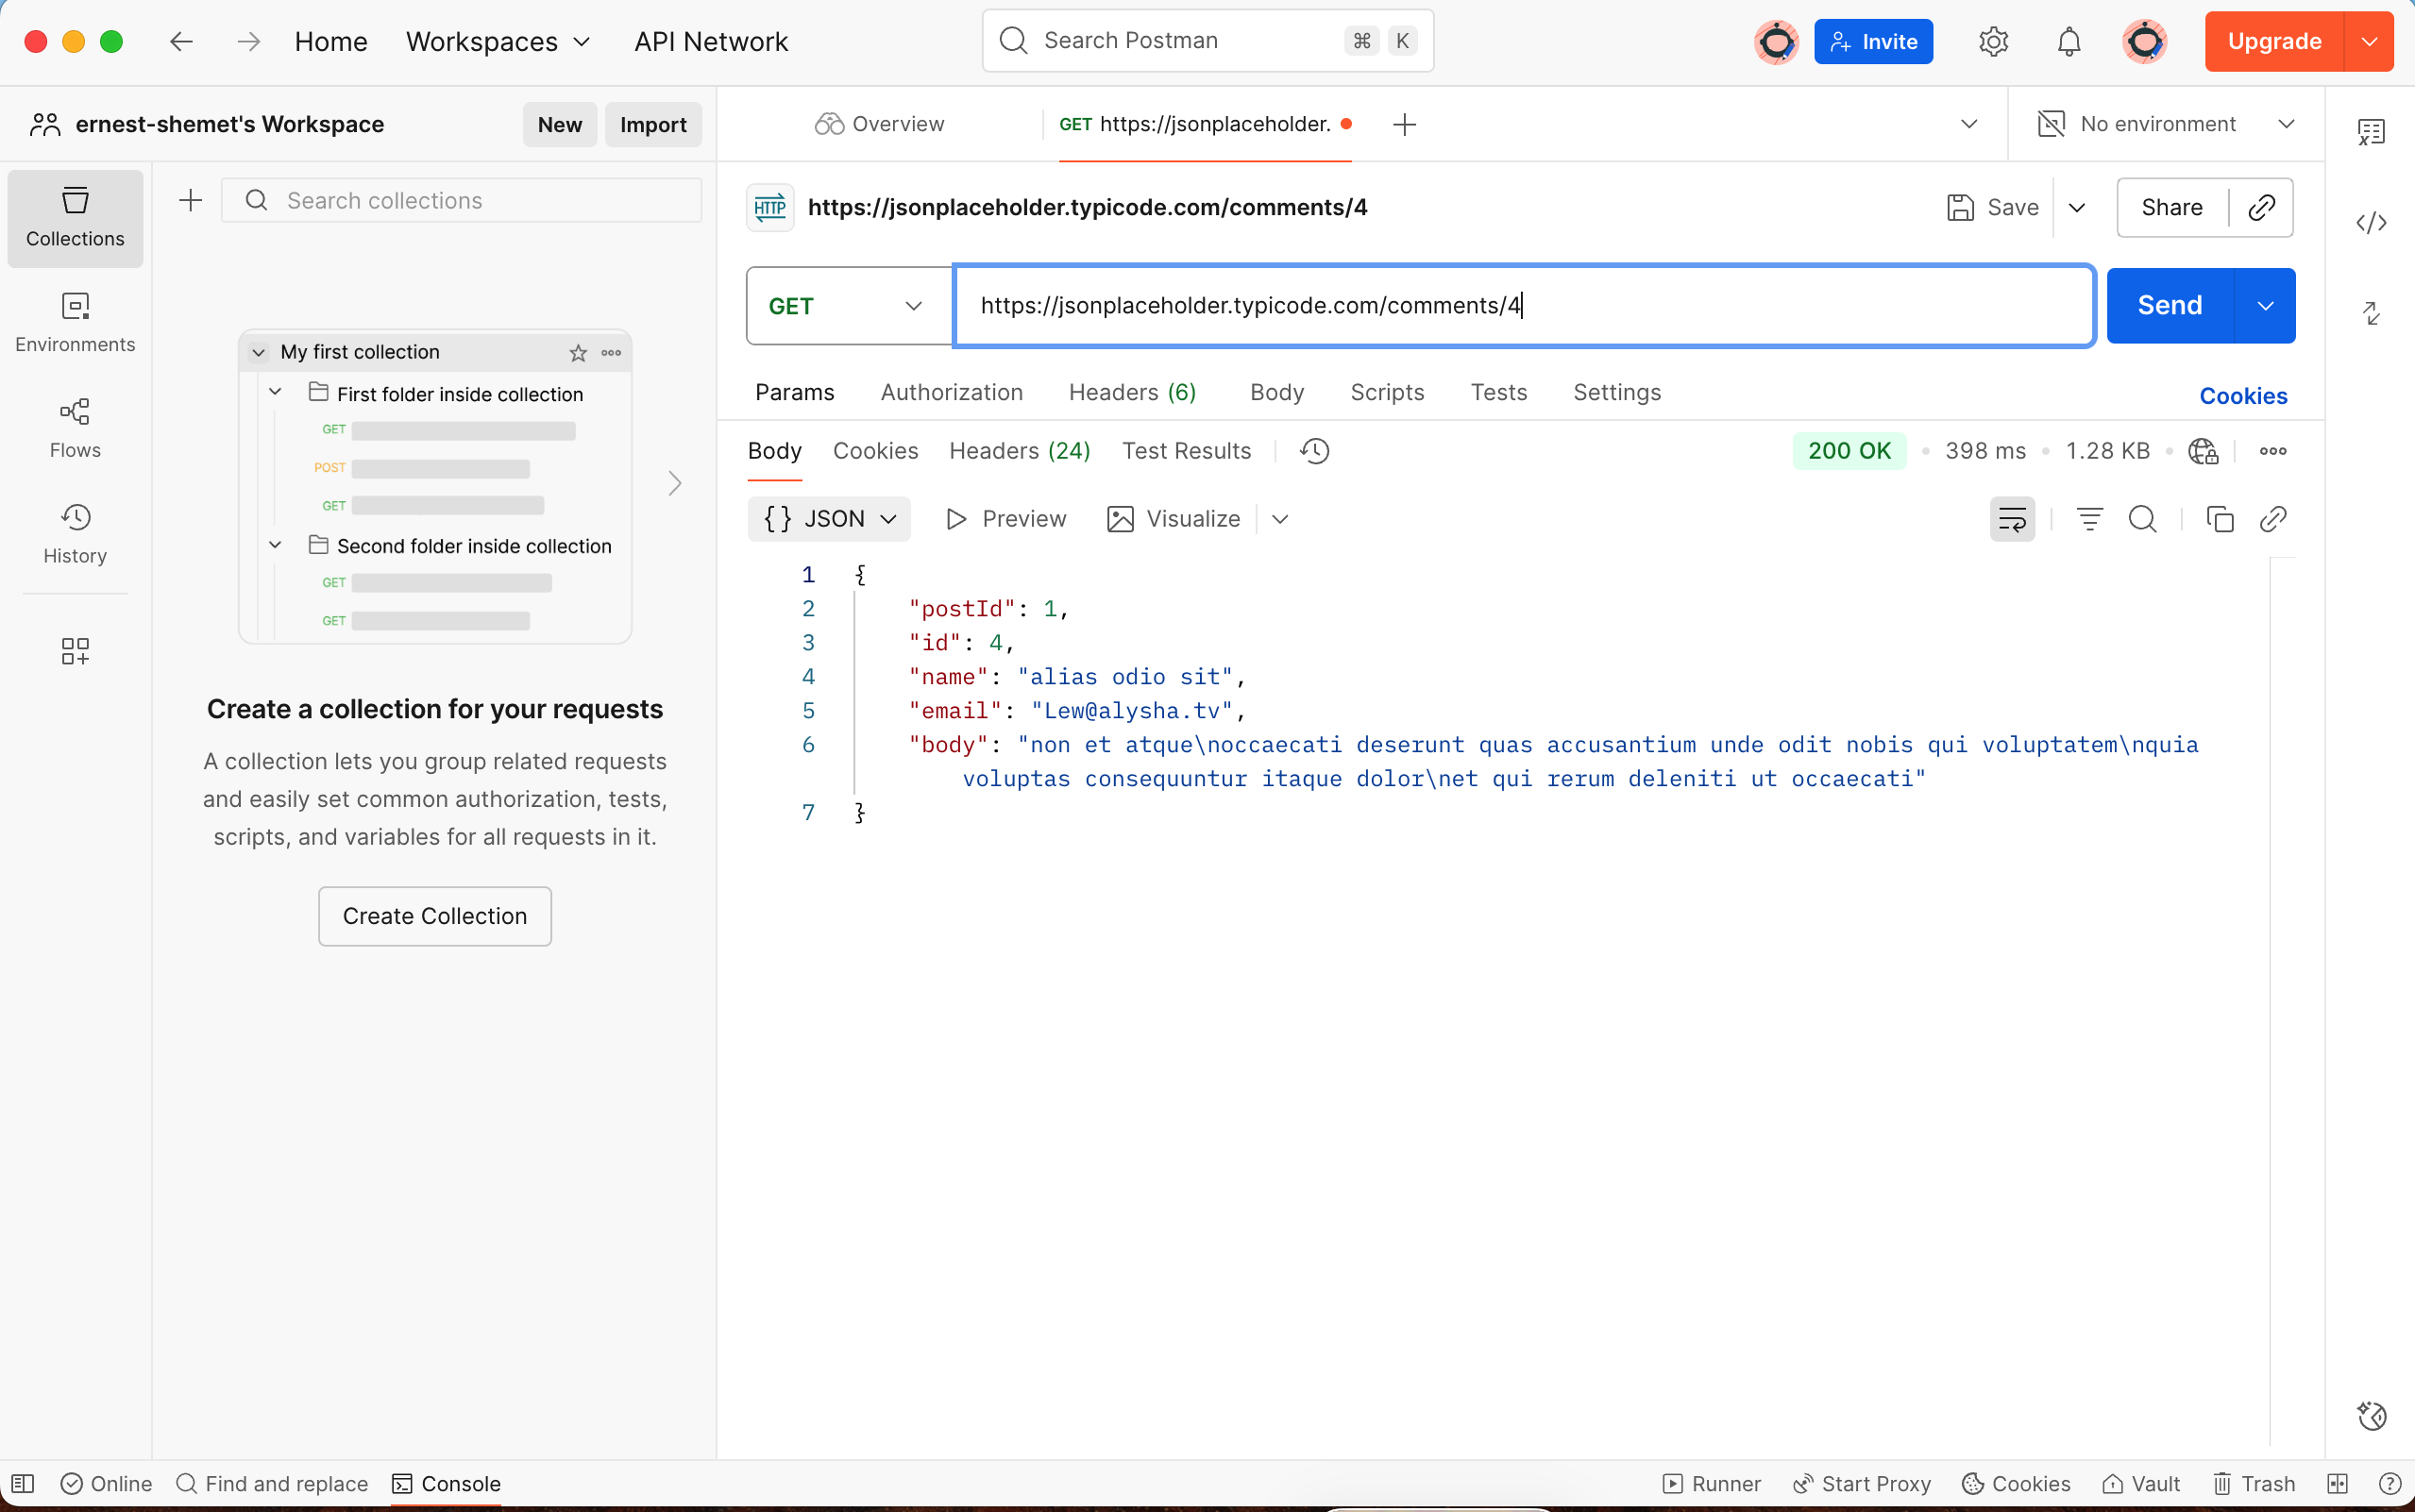 Home Workspaces API Network Search Postman ⌘ K Invite Upgrade
ernest-shemet's Workspace New Import
Overview GET https://jsonplaceholder. No environment
Collections
Search collections
Environments
Flows
History
My first collection
First folder inside collection
GET
POST
GET
Second folder inside collection
GET
GET
Create a collection for your requests
A collection lets you group related requests
and easily set common authorization, tests,
scripts, and variables for all requests in it.
Create Collection
HTTP https://jsonplaceholder.typicode.com/comments/4 Save Share
GET https://jsonplaceholder.typicode.com/comments/4 Send
Params Authorization Headers (6) Body Scripts Tests Settings Cookies
Body Cookies Headers (24) Test Results 200 OK • 398 ms • 1.28 KB •
{} JSON Preview Visualize
1 {
2 "postId": 1,
3 "id": 4,
4 "name": "alias odio sit",
5 "email": "Lew@alysha.tv",
6 "body": "non et atque\noccaecati deserunt quas accusantium unde odit nobis qui voluptatem\nquia
voluptas consequuntur itaque dolor\net qui rerum deleniti ut occaecati"
7 }
Online Find and replace Console Runner Start Proxy Cookies Vault Trash